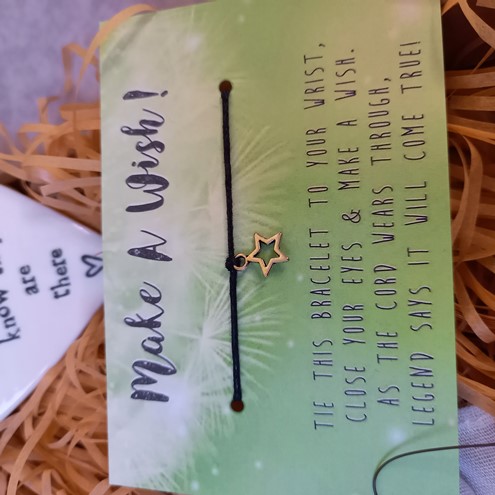 Make A Wish!
TIE THIS BRACELET TO YOUR WRIST,
CLOSE YOUR EYES & MAKE A WISH.
AS THE CORD WEARS THROUGH,
LEGEND SAYS IT WILL COME TRUE!
know
are
there